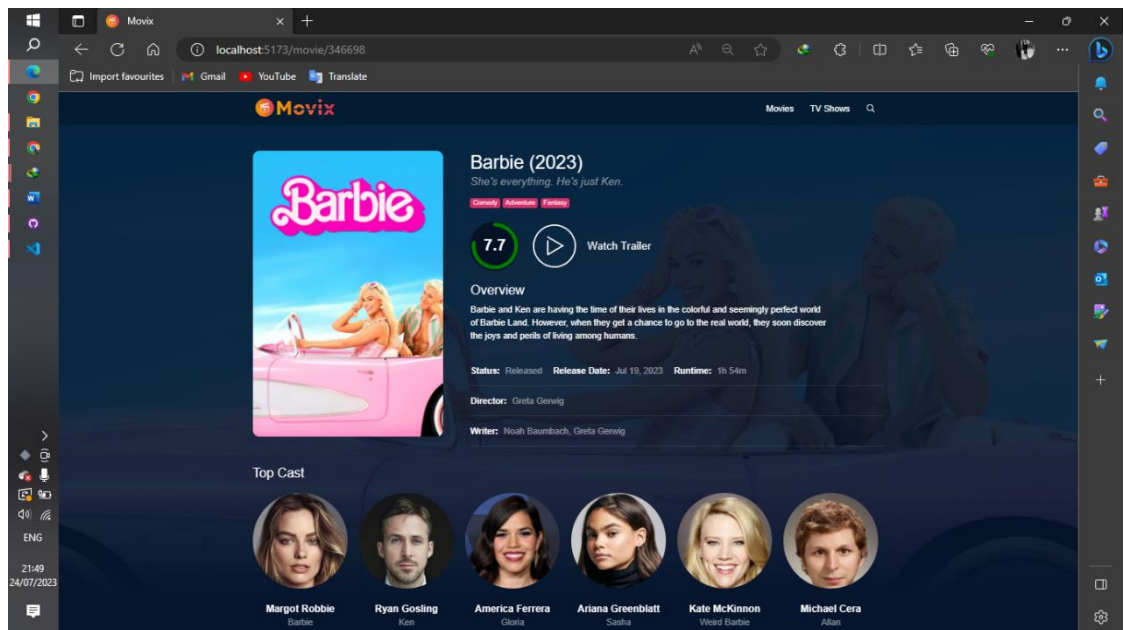 Movix
localhost:5173/movie/346698
Import favourites
Gmail
YouTube
Translate
Movix
Movies
TV Shows
Barbie
Barbie (2023)
She's everything. He's just Ken.
Comedy Adventure Fantasy
7.7
Watch Trailer
Overview
Barbie and Ken are having the time of their lives in the colorful and seemingly perfect world
of Barbie Land. However, when they get a chance to go to the real world, they soon discover
the joys and perils of living among humans.
Status: Released Release Date: Jul 19, 2023 Runtime: 1h 54m
Director: Greta Gerwig
Writer: Noah Baumbach, Greta Gerwig
Top Cast
Margot Robbie
Barbie
Ryan Gosling
Ken
America Ferrera
Gloria
Ariana Greenblatt
Sasha
Kate McKinnon
Weird Barbie
Michael Cera
Allan
ENG
21:49
24/07/2023